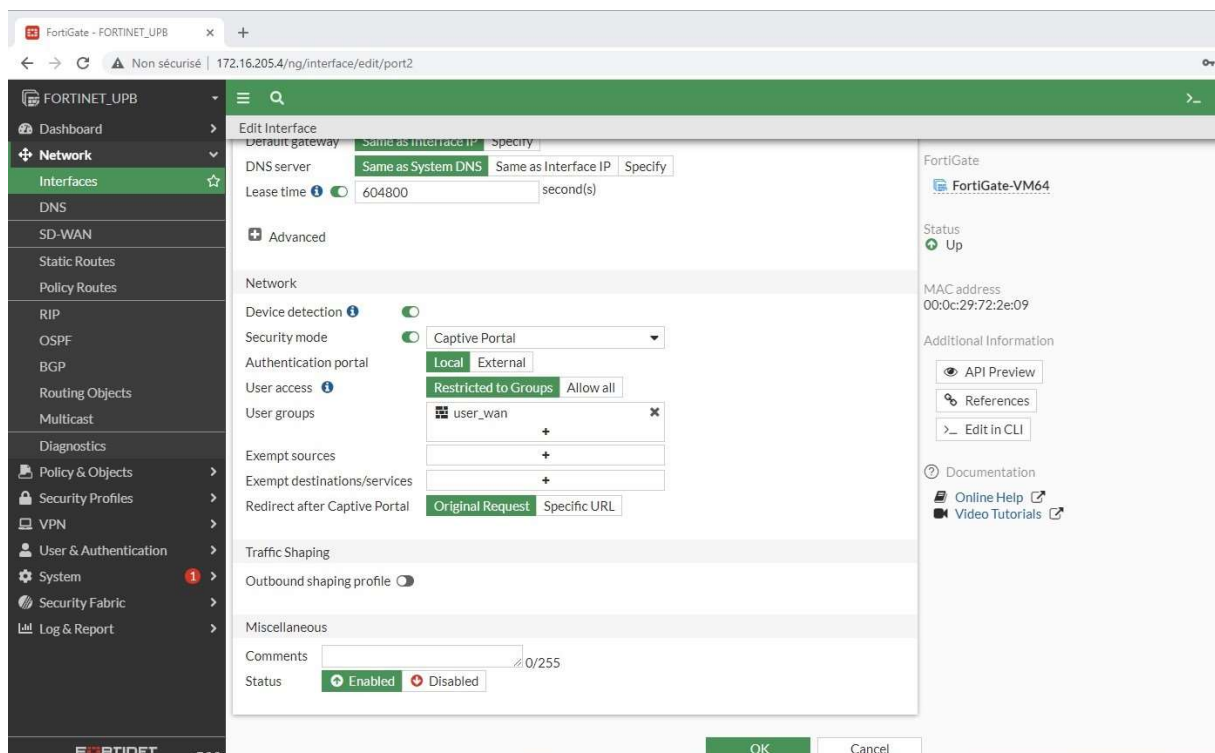 FortiGate - FORTINET_UPB
Non sécurisé | 172.16.205.4/ng/interface/edit/port2
FORTINET_UPB
Dashboard
Network
Interfaces
DNS
SD-WAN
Static Routes
Policy Routes
RIP
OSPF
BGP
Routing Objects
Multicast
Diagnostics
Policy & Objects
Security Profiles
VPN
User & Authentication
System 1
Security Fabric
Log & Report
FORTINET
Edit Interface
Default gateway Same as Interface IP Specify
DNS server Same as System DNS Same as Interface IP Specify
Lease time 604800 second(s)
Advanced
Network
Device detection
Security mode Captive Portal
Authentication portal Local External
User access Restricted to Groups Allow all
User groups user_wan
+
Exempt sources +
Exempt destinations/services +
Redirect after Captive Portal Original Request Specific URL
Traffic Shaping
Outbound shaping profile
Miscellaneous
Comments 0/255
Status Enabled Disabled
OK Cancel
FortiGate
FortiGate-VM64
Status
Up
MAC address
00:0c:29:72:2e:09
Additional Information
API Preview
References
>_ Edit in CLI
Documentation
Online Help
Video Tutorials